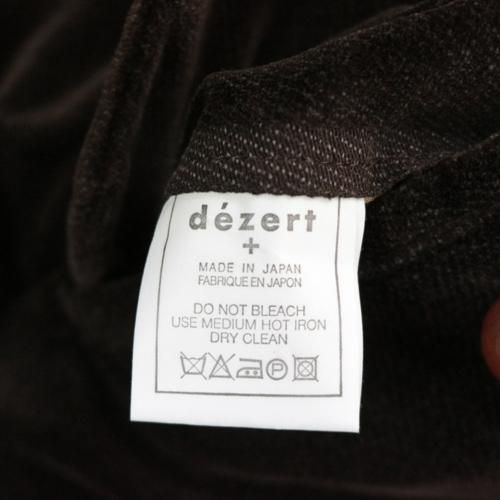 dézert
+
MADE IN JAPAN
FABRIQUE EN JAPON
DO NOT BLEACH
USE MEDIUM HOT IRON
DRY CLEAN
P